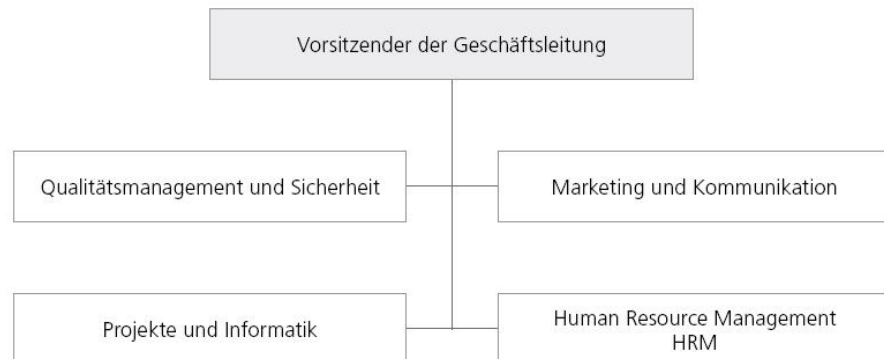 Vorsitzender der Geschäftsleitung
Qualitätsmanagement und Sicherheit
Marketing und Kommunikation
Projekte und Informatik
Human Resource Management
HRM